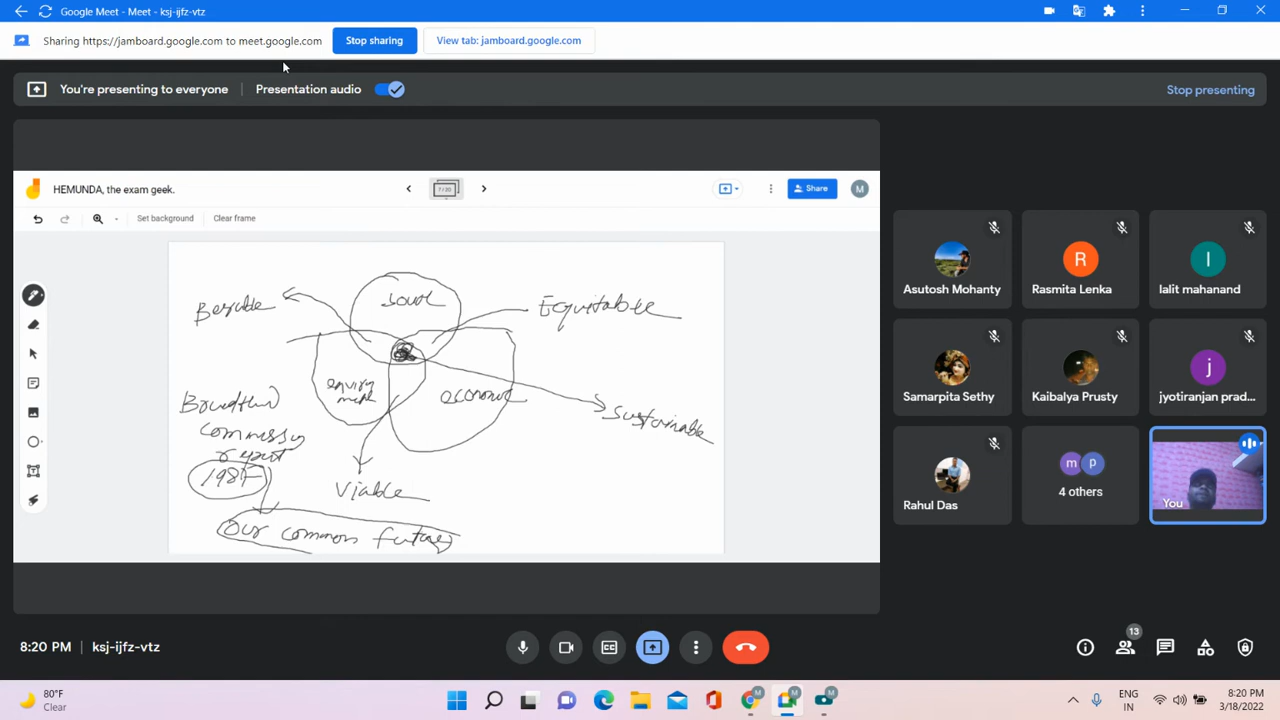 Google Meet - Meet - ksj-ijfz-vtz
Sharing https://jamboard.google.com to meet.google.com
Stop sharing
View tab: jamboard.google.com
You're presenting to everyone
Presentation audio
Stop presenting
HEMUNDA, the exam geek.
7 / 20
Share
M
Set background
Clear frame
social
Equitable
economic
Sustainable
report
1987
Viable
Our common future
Asutosh Mohanty
R
Rasmita Lenka
l
lalit mahanand
Samarpita Sethy
Kaibalya Prusty
j
jyotiranjan prad...
Rahul Das
m p
4 others
You
8:20 PM
ksj-ijfz-vtz
13
80°F
Clear
ENG
IN
8:20 PM
3/18/2022